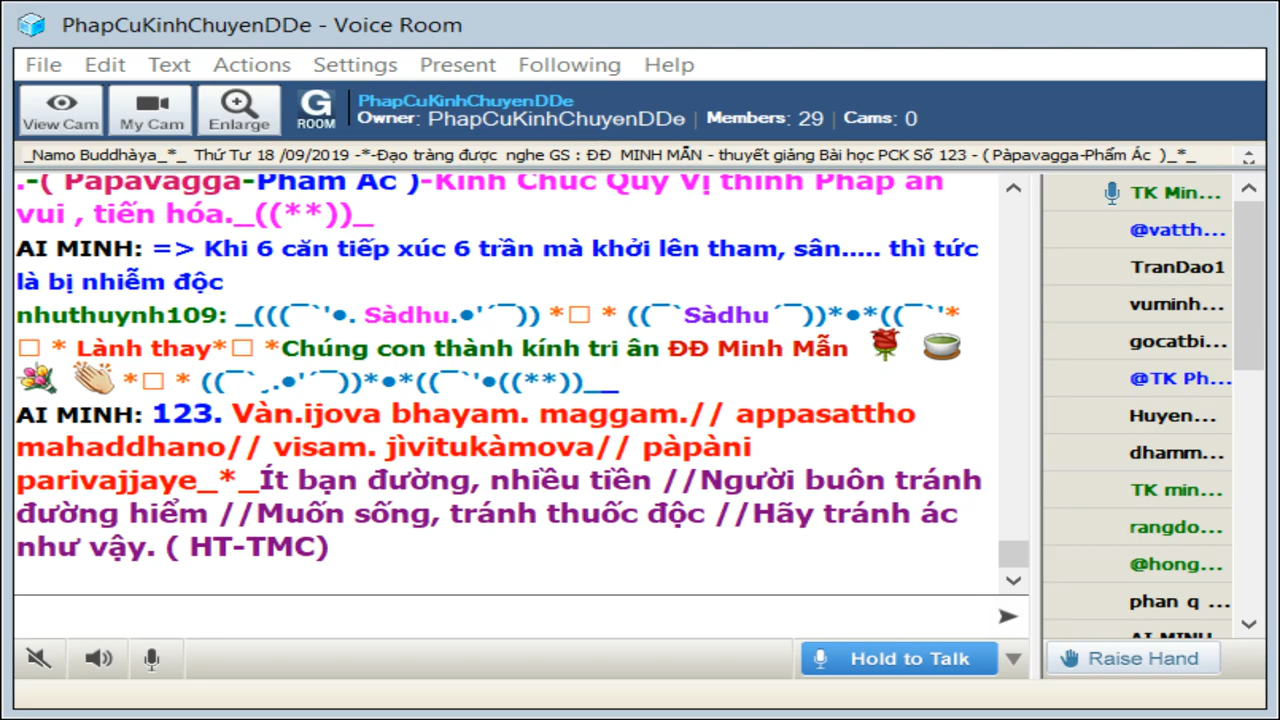 PhapCuKinhChuyenDDe - Voice Room
File Edit Text Actions Settings Present Following Help
View Cam My Cam Enlarge G ROOM
PhapCuKinhChuyenDDe
Owner: PhapCuKinhChuyenDDe | Members: 29 | Cams: 0
_Namo Buddhàya_*_ Thứ Tư 18 /09/2019 -*-Đạo tràng được nghe GS : ĐĐ MINH MẪN - thuyết giảng Bài học PCK Số 123 - ( Pàpavagga-Phẩm Ác )_*_
.-( Pàpavagga-Phẩm Ác )-Kính Chúc Quý Vị thính Pháp an
vui , tiến hóa._((**))_
AI MINH: => Khi 6 căn tiếp xúc 6 trần mà khởi lên tham, sân..... thì tức
là bị nhiễm độc
nhuthuynh109: _(((¯`'●. Sàdhu.●'´¯)) *□ * ((¯`Sàdhu´¯))*●*((¯`'*
□ * Lành thay*□ *Chúng con thành kính tri ân ĐĐ Minh Mẫn
*□ * ((¯`¸.●'´¯))*●*((¯`'●((**))__
AI MINH: 123. Vàn.ijova bhayam. maggam.// appasattho
mahaddhano// visam. jìvitukàmova// pàpàni
parivajjaye_*_Ít bạn đường, nhiều tiền //Người buôn tránh
đường hiểm //Muốn sống, tránh thuốc độc //Hãy tránh ác
như vậy. ( HT-TMC)
TK Min...
@vatth...
TranDao1
vuminh...
gocatbi...
@TK Ph...
Huyen...
dhamm...
TK min...
rangdo...
@hong...
phan q ...
AI MINH
Hold to Talk
Raise Hand